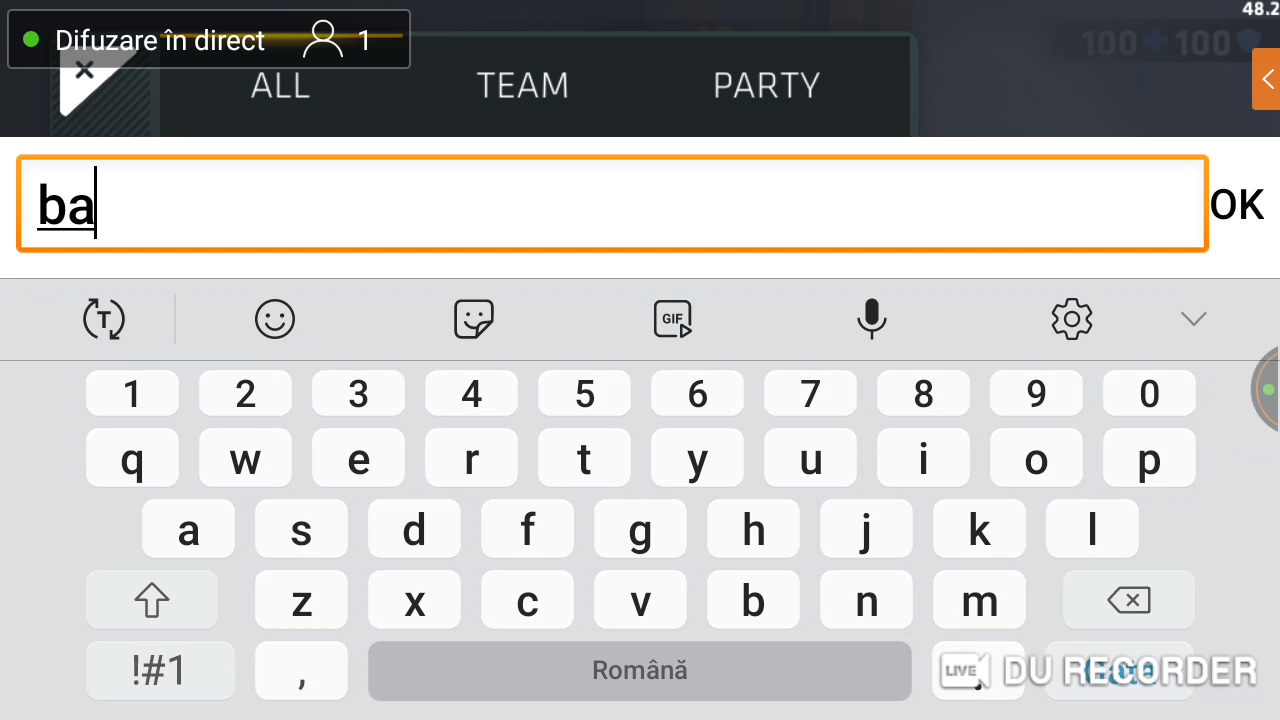 48.2
Difuzare în direct 1
100 100
ALL TEAM PARTY
ba OK
T GIF
1 2 3 4 5 6 7 8 9 0
q w e r t y u i o p
a s d f g h j k l
z x c v b n m
!#1 , Română . LIVE DU RECORDER